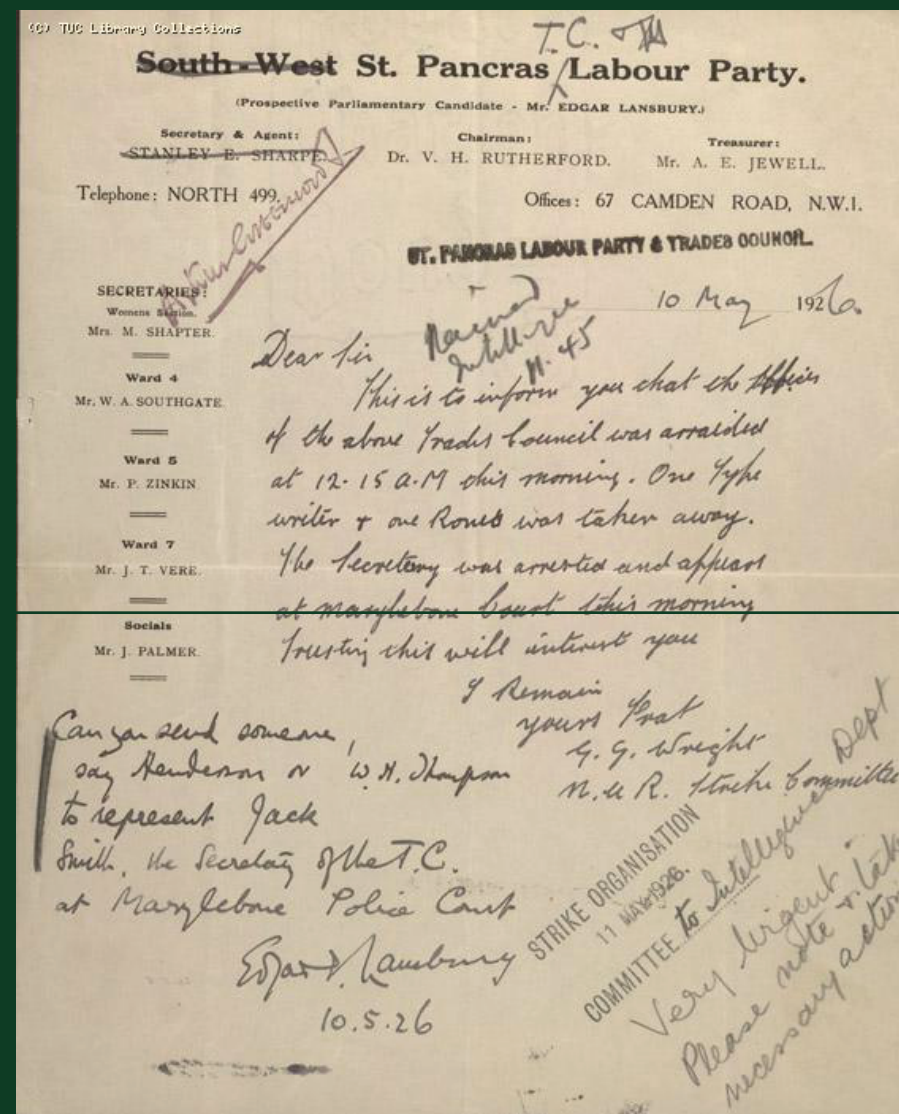 (C) TUC Library Collections
T.C.
South-West St. Pancras Labour Party.
(Prospective Parliamentary Candidate - Mr. EDGAR LANSBURY.)
Secretary & Agent:
STANLEY E. SHARPE.
Chairman:
Dr. V. H. RUTHERFORD.
Treasurer:
Mr. A. E. JEWELL.
Telephone: NORTH 499.
Offices: 67 CAMDEN ROAD, N.W.1.
ST. PANCRAS LABOUR PARTY & TRADES COUNCIL.
SECRETARIES:
Womens Section.
Mrs. M. SHAPTER.
Ward 4
Mr. W. A. SOUTHGATE.
Ward 5
Mr. P. ZINKIN
Ward 7
Mr. J. T. VERE.
Socials
Mr. J. PALMER.
Received
Intelligence
11.45
10 May 1926.
Dear Sir
This is to inform you that the Offices
of the above Trades Council was arraided
at 12.15 A.M this morning. One Type
writer & one Roneo was taken away.
The Secretary was arrested and appears
at Marylebone Court this morning
Trusting this will interest you
I Remain
yours Frat
G. G. Wright
N.U.R. Strike Committee
Can you send someone,
say Henderson or W.H. Thompson
to represent Jack
Smith, the Secretary of the T.C.
at Marylebone Police Court
Edgar Lansbury
10.5.26
STRIKE ORGANISATION
11 MAY 1926.
COMMITTEE
to Intelligence Dept
Very Urgent.
Please note & take
necessary action